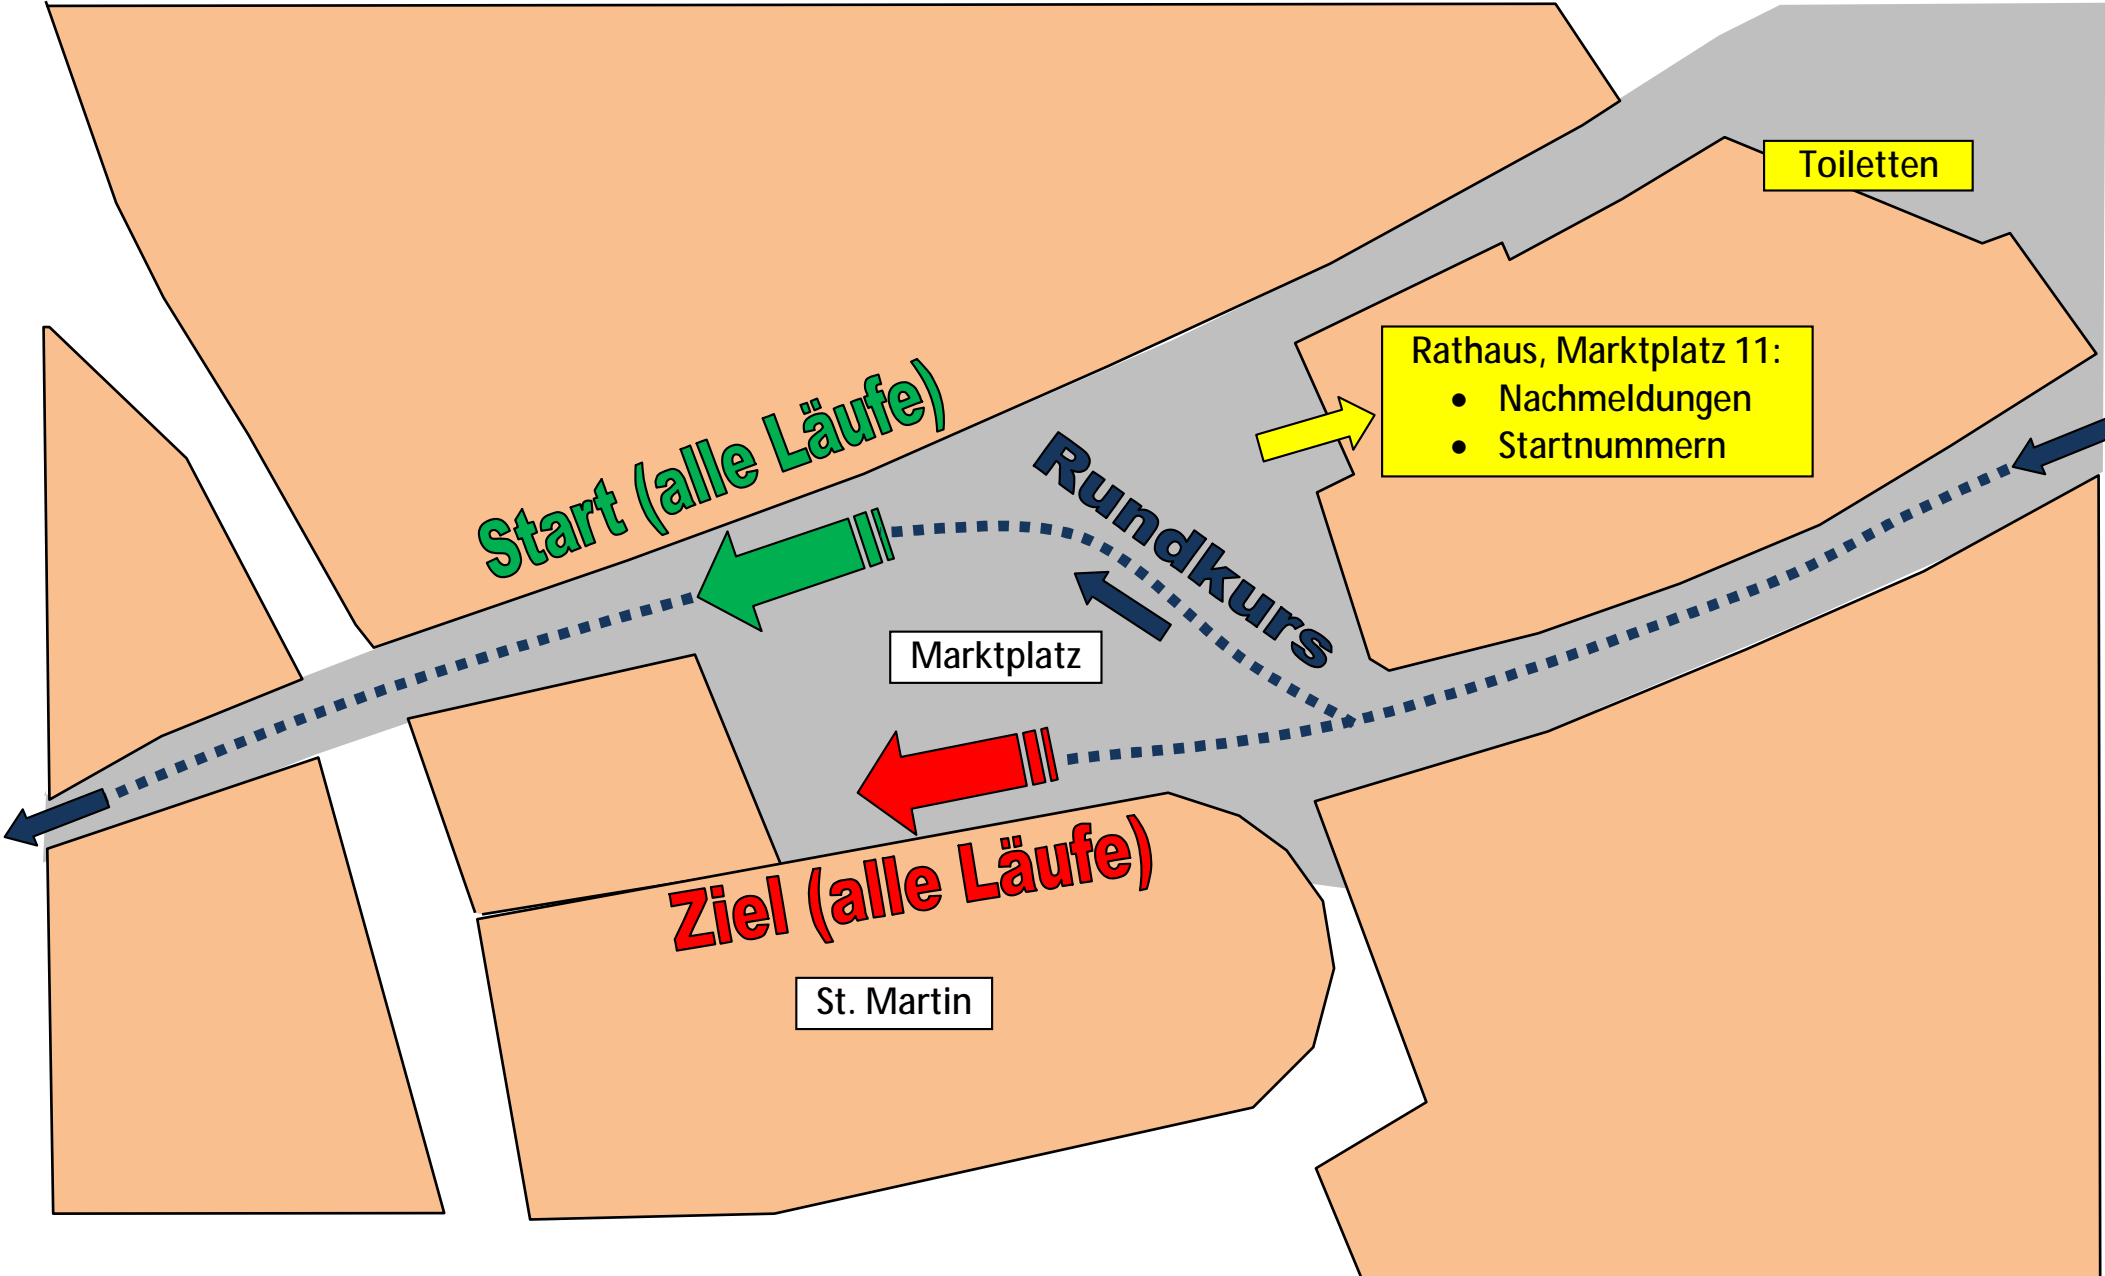 Toiletten
Rathaus, Marktplatz 11:
• Nachmeldungen
• Startnummern
Start (alle Läufe)
Rundkurs
Marktplatz
Ziel (alle Läufe)
St. Martin